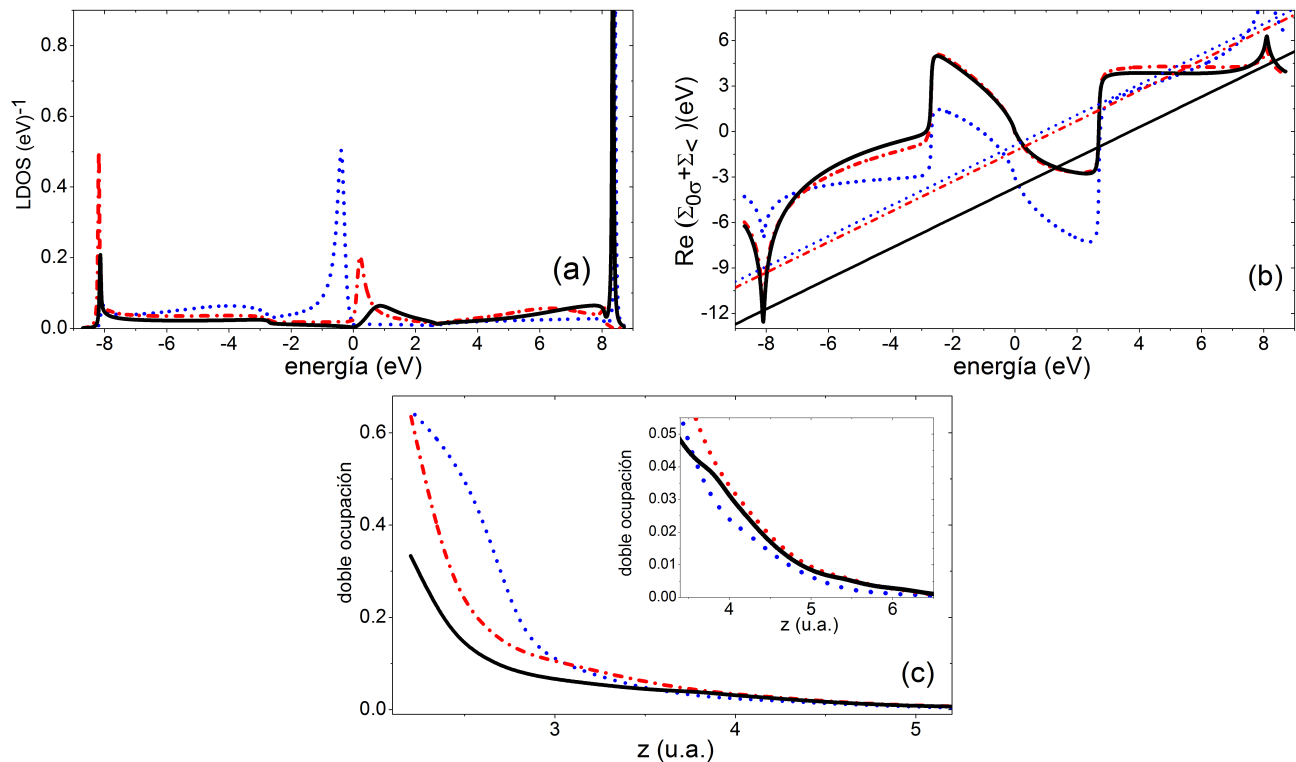 0.8
0.6
0.4
0.2
0.0
LDOS (eV)-1
-8 -6 -4 -2 0 2 4 6 8
energía (eV)
(a)
6
3
0
-3
-6
-9
-12
Re (Σ0σ+Σ<)(eV)
-8 -6 -4 -2 0 2 4 6 8
energía (eV)
(b)
0.6
0.4
0.2
0.0
doble ocupación
3 4 5
z (u.a.)
(c)
0.05
0.04
0.03
0.02
0.01
0.00
doble ocupación
4 5 6
z (u.a.)